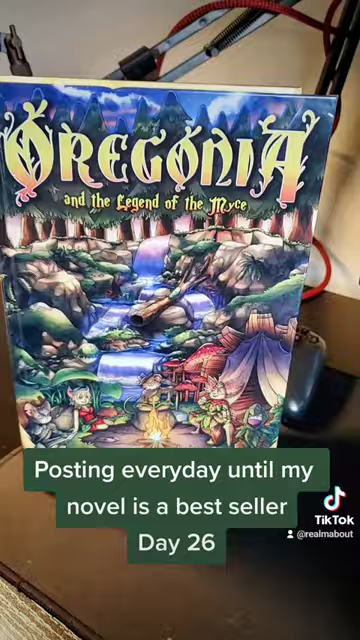 OREGONIA
and the Legend of the Myce
Posting everyday until my
novel is a best seller
Day 26
TikTok
@realmabout